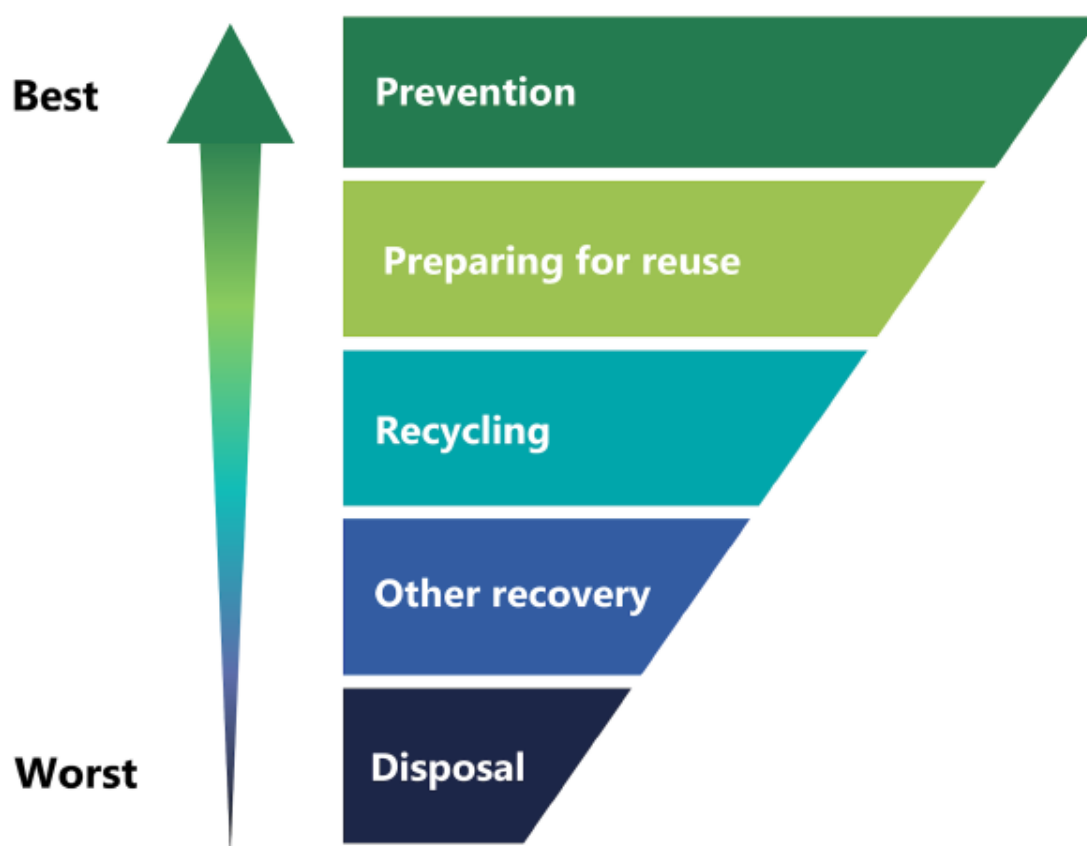 Best
Prevention
Preparing for reuse
Recycling
Other recovery
Worst
Disposal